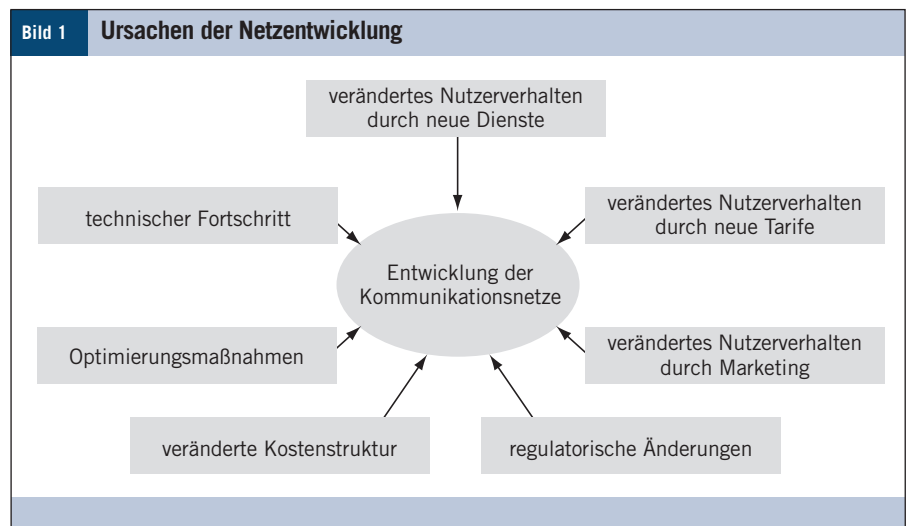 Bild 1
Ursachen der Netzentwicklung
verändertes Nutzerverhalten
durch neue Dienste
technischer Fortschritt
verändertes Nutzerverhalten
durch neue Tarife
Entwicklung der
Kommunikationsnetze
Optimierungsmaßnahmen
verändertes Nutzerverhalten
durch Marketing
veränderte Kostenstruktur
regulatorische Änderungen